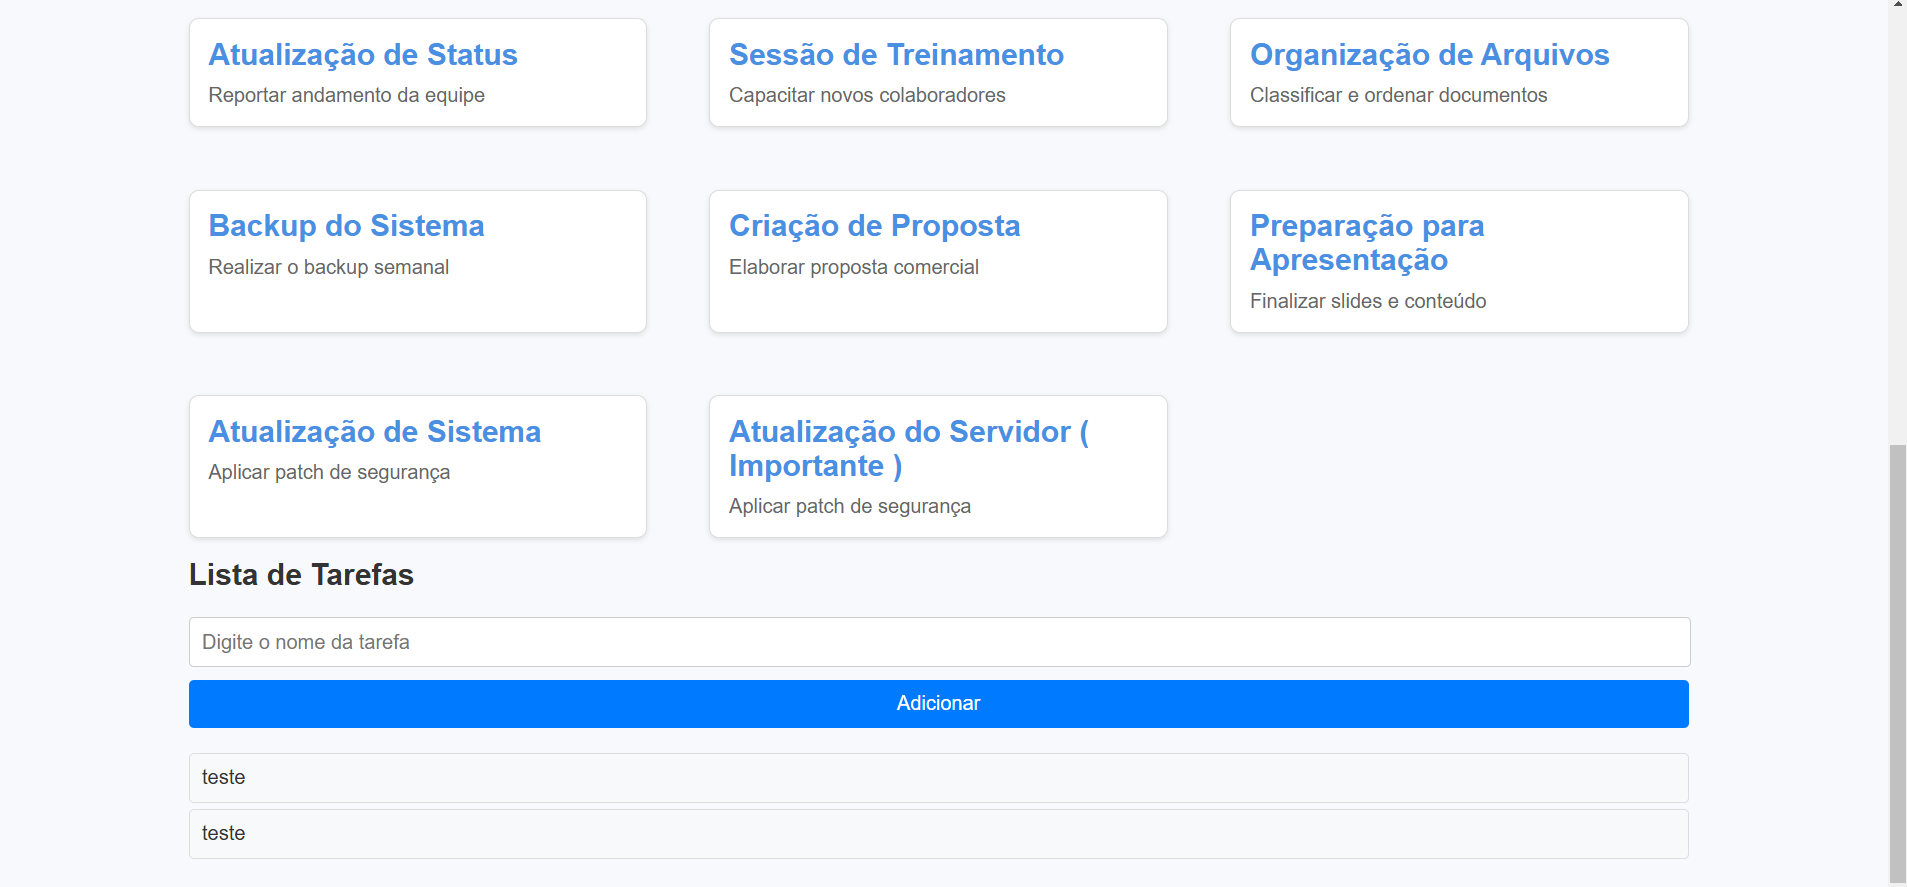 Atualização de Status
Reportar andamento da equipe
Sessão de Treinamento
Capacitar novos colaboradores
Organização de Arquivos
Classificar e ordenar documentos
Backup do Sistema
Realizar o backup semanal
Criação de Proposta
Elaborar proposta comercial
Preparação para
Apresentação
Finalizar slides e conteúdo
Atualização de Sistema
Aplicar patch de segurança
Atualização do Servidor (
Importante )
Aplicar patch de segurança
Lista de Tarefas
Digite o nome da tarefa
Adicionar
teste
teste